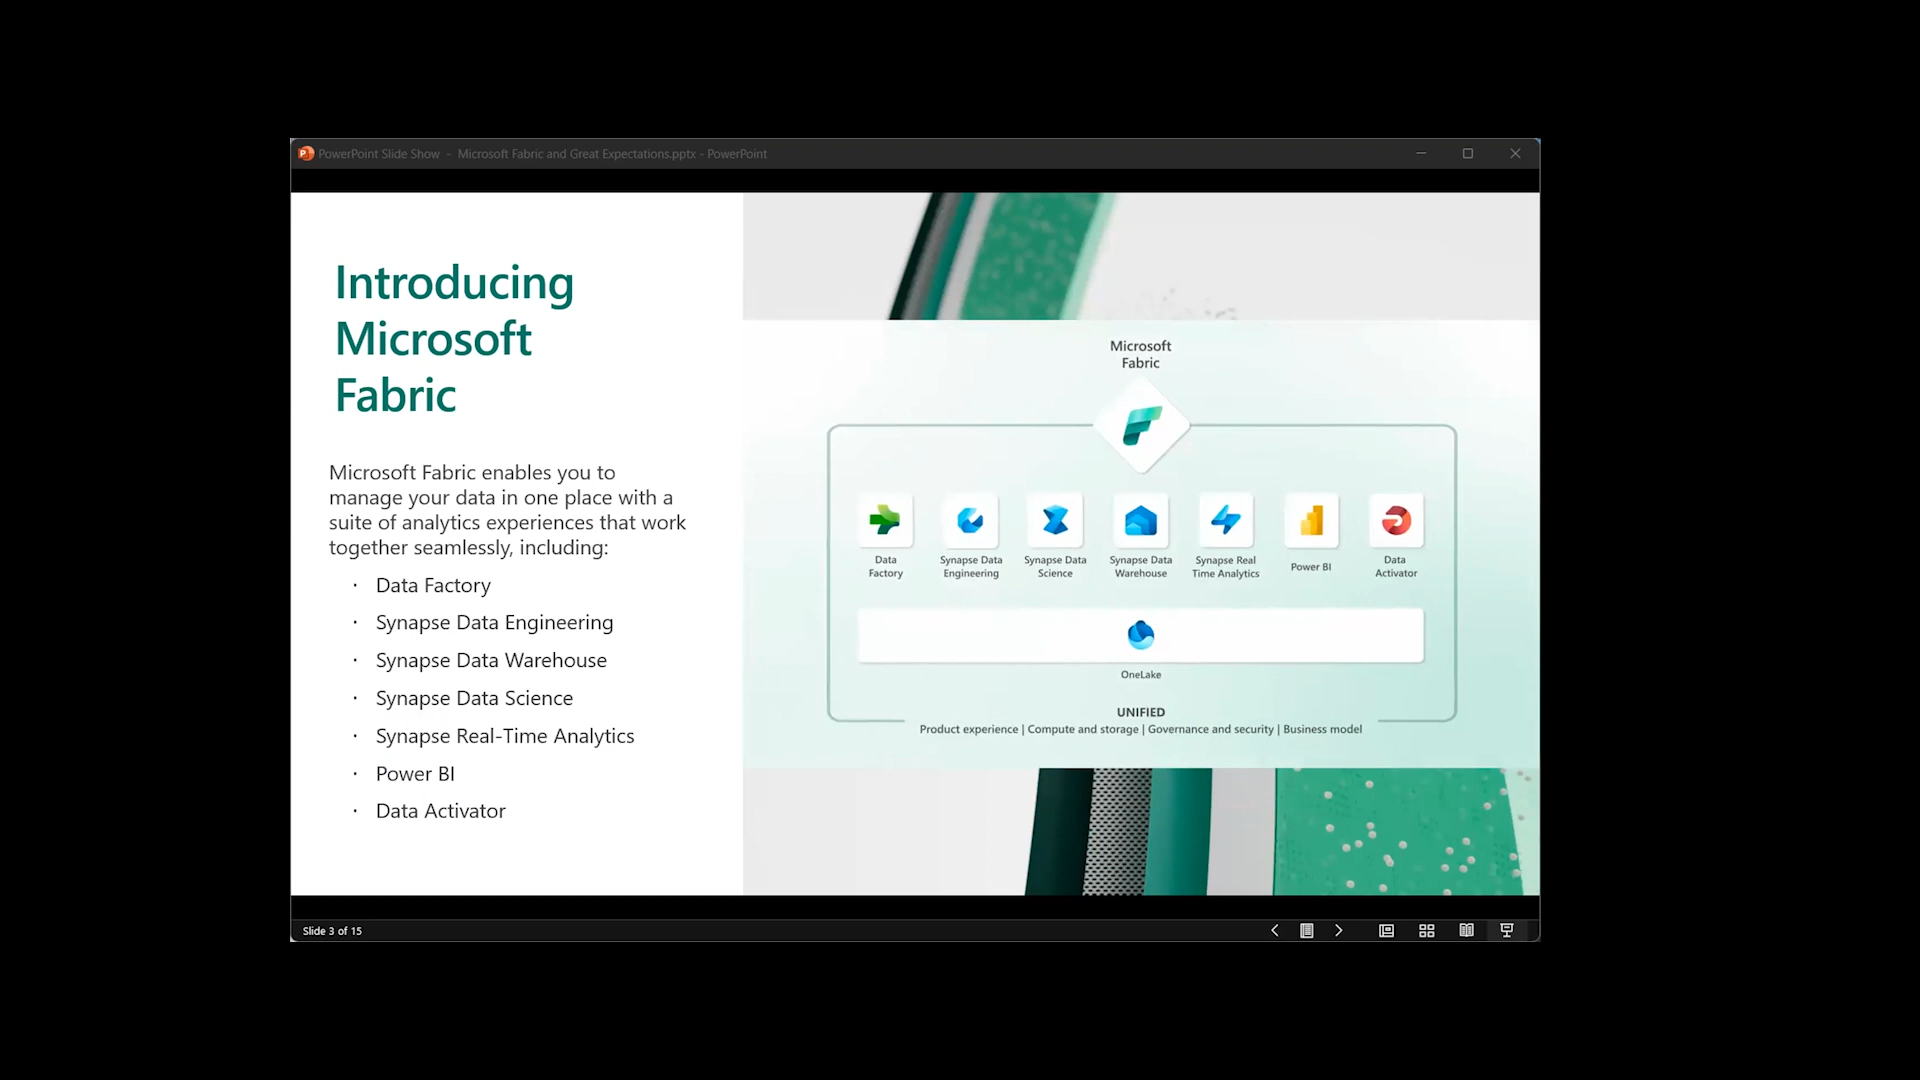 PowerPoint Slide Show - Microsoft Fabric and Great Expectations.pptx - PowerPoint
Introducing
Microsoft
Fabric
Microsoft Fabric enables you to
manage your data in one place with a
suite of analytics experiences that work
together seamlessly, including:
· Data Factory
· Synapse Data Engineering
· Synapse Data Warehouse
· Synapse Data Science
· Synapse Real-Time Analytics
· Power BI
· Data Activator
Microsoft
Fabric
Data
Factory
Synapse Data
Engineering
Synapse Data
Science
Synapse Data
Warehouse
Synapse Real
Time Analytics
Power BI
Data
Activator
OneLake
UNIFIED
Product experience | Compute and storage | Governance and security | Business model
Slide 3 of 15